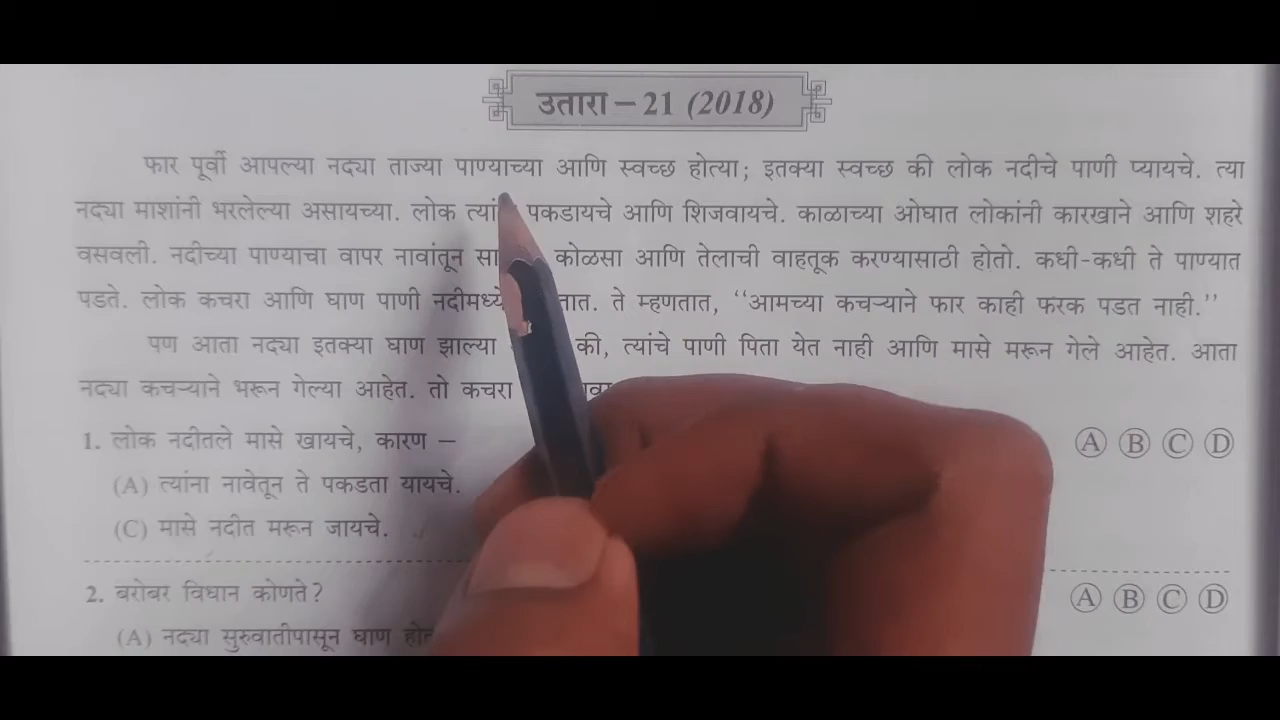 उतारा – 21 (2018)
फार पूर्वी आपल्या नद्या ताज्या पाण्याच्या आणि स्वच्छ होत्या; इतक्या स्वच्छ की लोक नदीचे पाणी प्यायचे. त्या
नद्या माशांनी भरलेल्या असायच्या. लोक पकडायचे आणि शिजवायचे. काळाच्या ओघात लोकांनी कारखाने आणि शहरे
वसवली. नदीच्या पाण्याचा वापर नावांतून कोळसा आणि तेलाची वाहतूक करण्यासाठी होतो. कधी-कधी ते पाण्यात
पडते. लोक कचरा आणि घाण पाणी नदीमध्ये ते म्हणतात, ‘‘आमच्या कचऱ्याने फार काही फरक पडत नाही.’’
पण आता नद्या इतक्या घाण झाल्या की, त्यांचे पाणी पिता येत नाही आणि मासे मरून गेले आहेत. आता
नद्या कचऱ्याने भरून गेल्या आहेत. तो कचरा
1. लोक नदीतले मासे खायचे, कारण – Ⓐ Ⓑ Ⓒ Ⓓ
(A) त्यांना नावेतून ते पकडता यायचे.
(C) मासे नदीत मरून जायचे.
2. बरोबर विधान कोणते? Ⓐ Ⓑ Ⓒ Ⓓ
(A) नद्या सुरुवातीपासून घाण